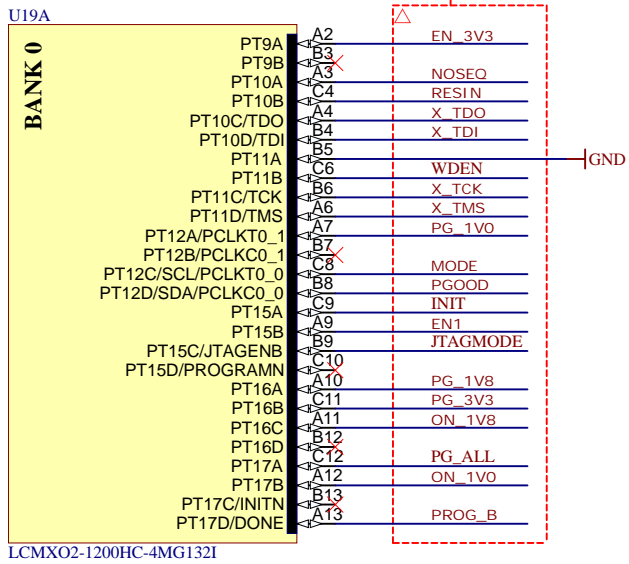 U19A
BANK 0
PT9A A2 EN_3V3
PT9B B3
PT10A A3 NOSEQ
PT10B C4 RESIN
PT10C/TDO A4 X_TDO
PT10D/TDI B4 X_TDI
PT11A B5 GND
PT11B C6 WDEN
PT11C/TCK B6 X_TCK
PT11D/TMS A6 X_TMS
PT12A/PCLKT0_1 A7 PG_1V0
PT12B/PCLKC0_1 B7
PT12C/SCL/PCLKT0_0 C8 MODE
PT12D/SDA/PCLKC0_0 B8 PGOOD
PT15A C9 INIT
PT15B A9 EN1
PT15C/JTAGENB B9 JTAGMODE
PT15D/PROGRAMN C10
PT16A A10 PG_1V8
PT16B C11 PG_3V3
PT16C A11 ON_1V8
PT16D B12
PT17A C12 PG_ALL
PT17B A12 ON_1V0
PT17C/INITN B13
PT17D/DONE A13 PROG_B
LCMXO2-1200HC-4MG132I